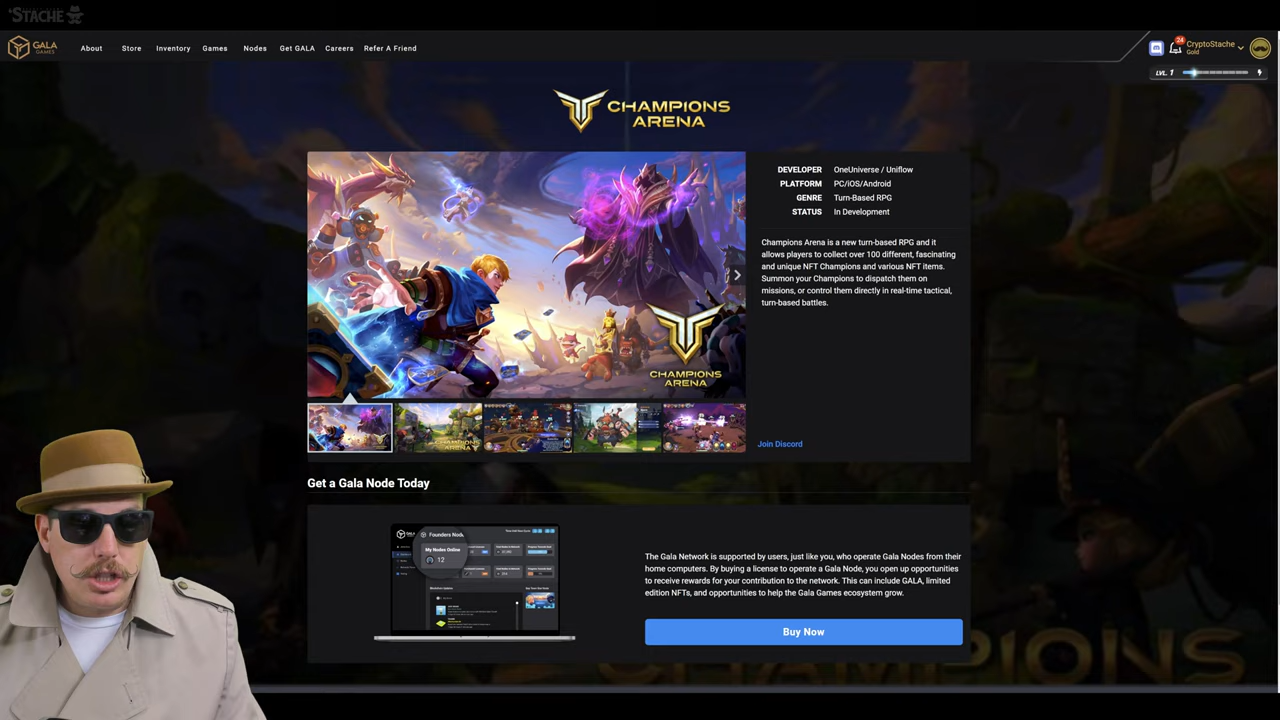 STACHE
GALA
GAMES
About
Store
Inventory
Games
Nodes
Get GALA
Careers
Refer A Friend
24
CryptoStache
Gold
LVL. 1
CHAMPIONS
ARENA
CHAMPIONS
ARENA
DEVELOPER OneUniverse / Uniflow
PLATFORM PC/iOS/Android
GENRE Turn-Based RPG
STATUS In Development
Champions Arena is a new turn-based RPG and it
allows players to collect over 100 different, fascinating
and unique NFT Champions and various NFT items.
Summon your Champions to dispatch them on
missions, or control them directly in real-time tactical,
turn-based battles.
Join Discord
Get a Gala Node Today
Founders Node
My Nodes Online
12
The Gala Network is supported by users, just like you, who operate Gala Nodes from their
home computers. By buying a license to operate a Gala Node, you open up opportunities
to receive rewards for your contribution to the network. This can include GALA, limited
edition NFTs, and opportunities to help the Gala Games ecosystem grow.
Buy Now